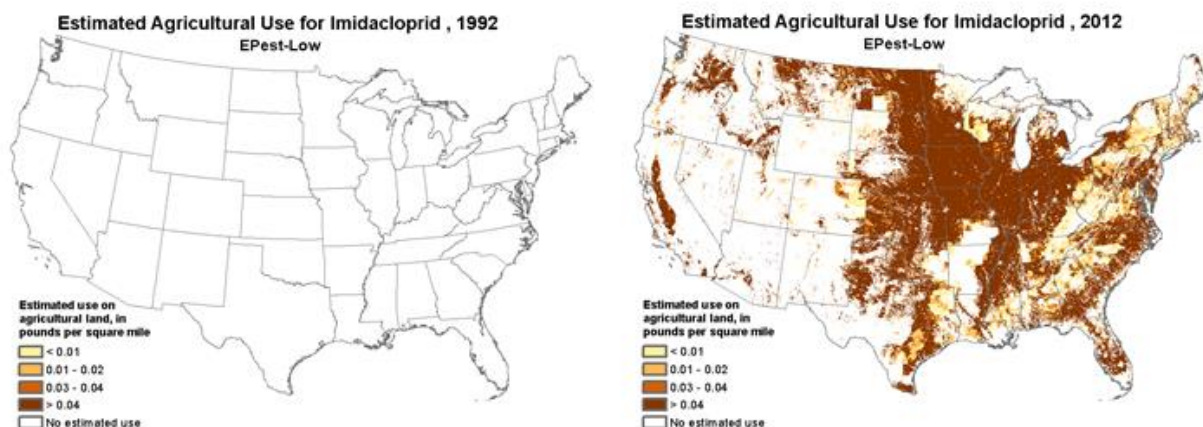 Estimated Agricultural Use for Imidacloprid , 1992
EPest-Low
Estimated use on
agricultural land, in
pounds per square mile
< 0.01
0.01 - 0.02
0.03 - 0.04
> 0.04
No estimated use
Estimated Agricultural Use for Imidacloprid , 2012
EPest-Low
Estimated use on
agricultural land, in
pounds per square mile
< 0.01
0.01 - 0.02
0.03 - 0.04
> 0.04
No estimated use